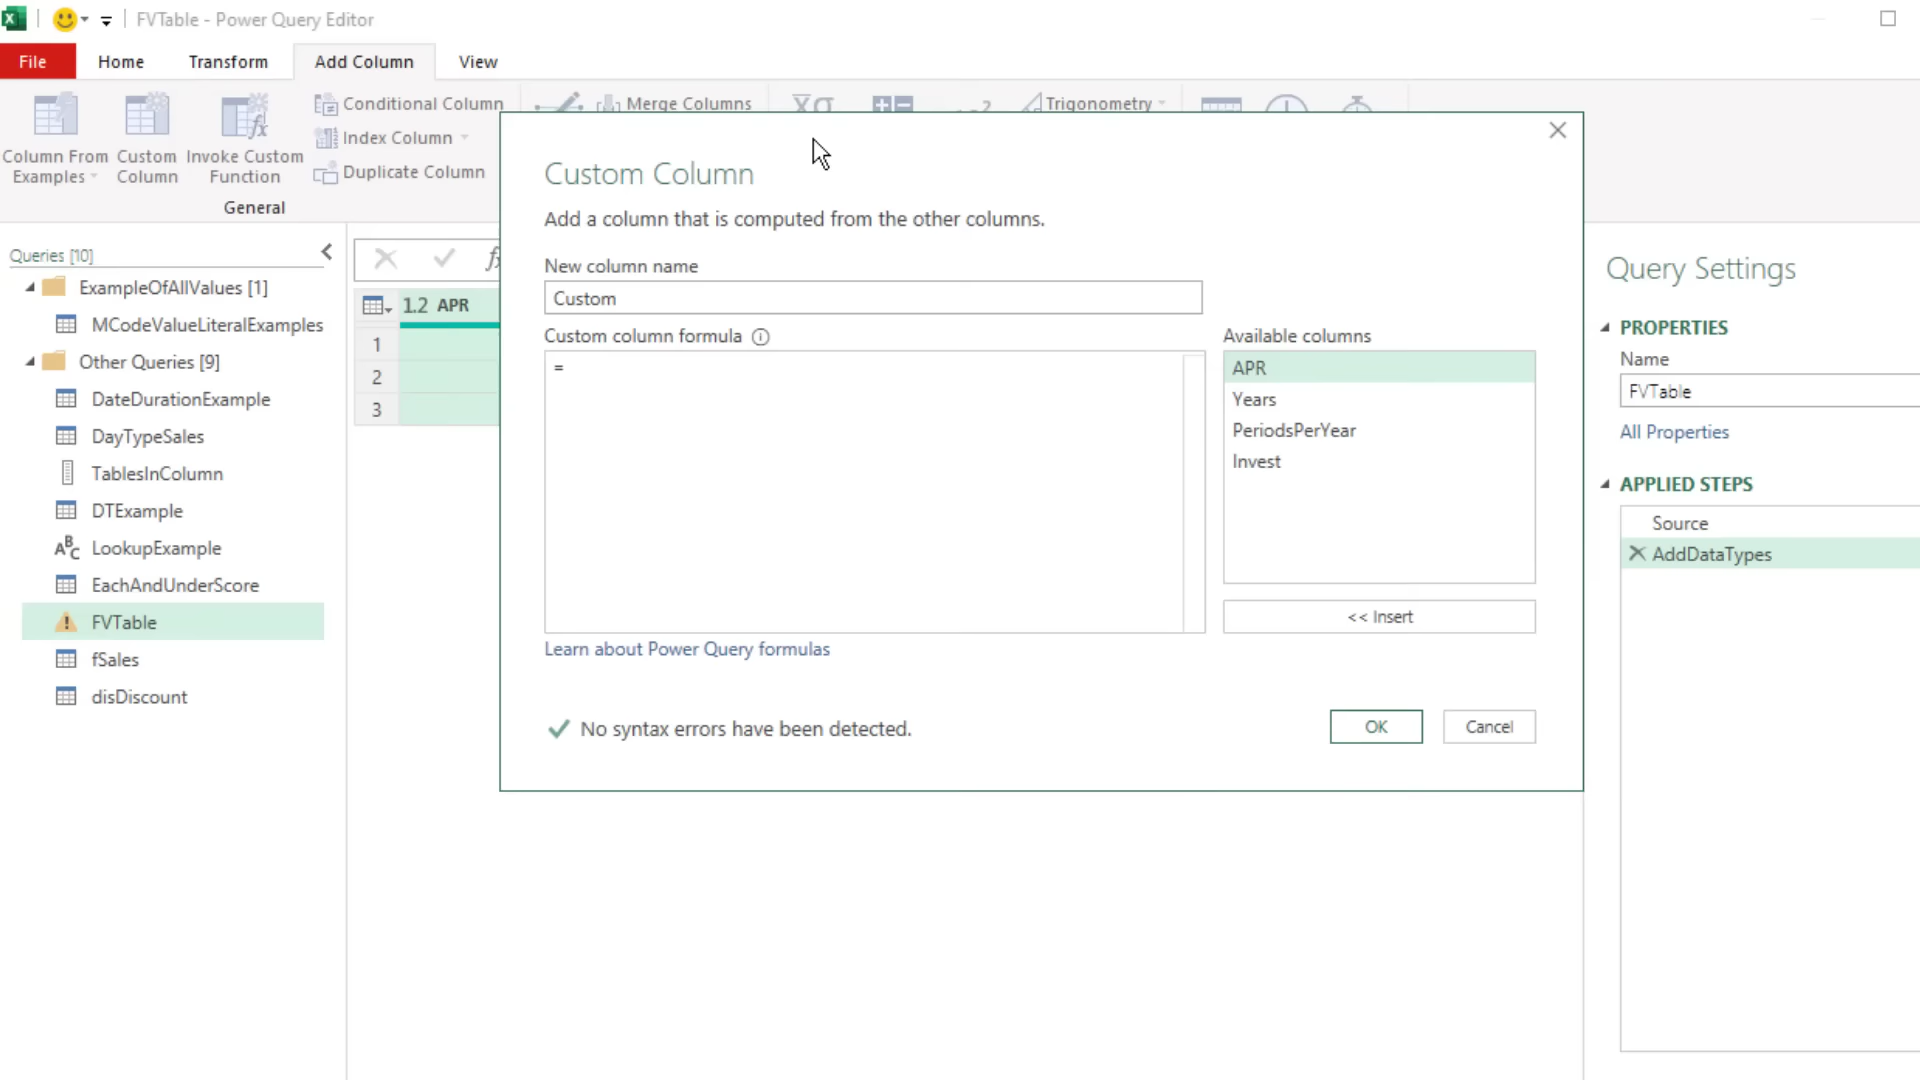 FVTable - Power Query Editor
File Home Transform Add Column View
Conditional Column
Merge Columns
Trigonometry
Index Column
Column From Examples
Custom Column
Invoke Custom Function
Duplicate Column
General
Custom Column
Add a column that is computed from the other columns.
New column name
Custom
Custom column formula
=
Available columns
APR
Years
PeriodsPerYear
Invest
<< Insert
Learn about Power Query formulas
No syntax errors have been detected.
OK
Cancel
Queries [10]
ExampleOfAllValues [1]
MCodeValueLiteralExamples
Other Queries [9]
DateDurationExample
DayTypeSales
TablesInColumn
DTExample
LookupExample
EachAndUnderScore
FVTable
fSales
disDiscount
fx
1.2 APR
1
2
3
Query Settings
PROPERTIES
Name
FVTable
All Properties
APPLIED STEPS
Source
AddDataTypes